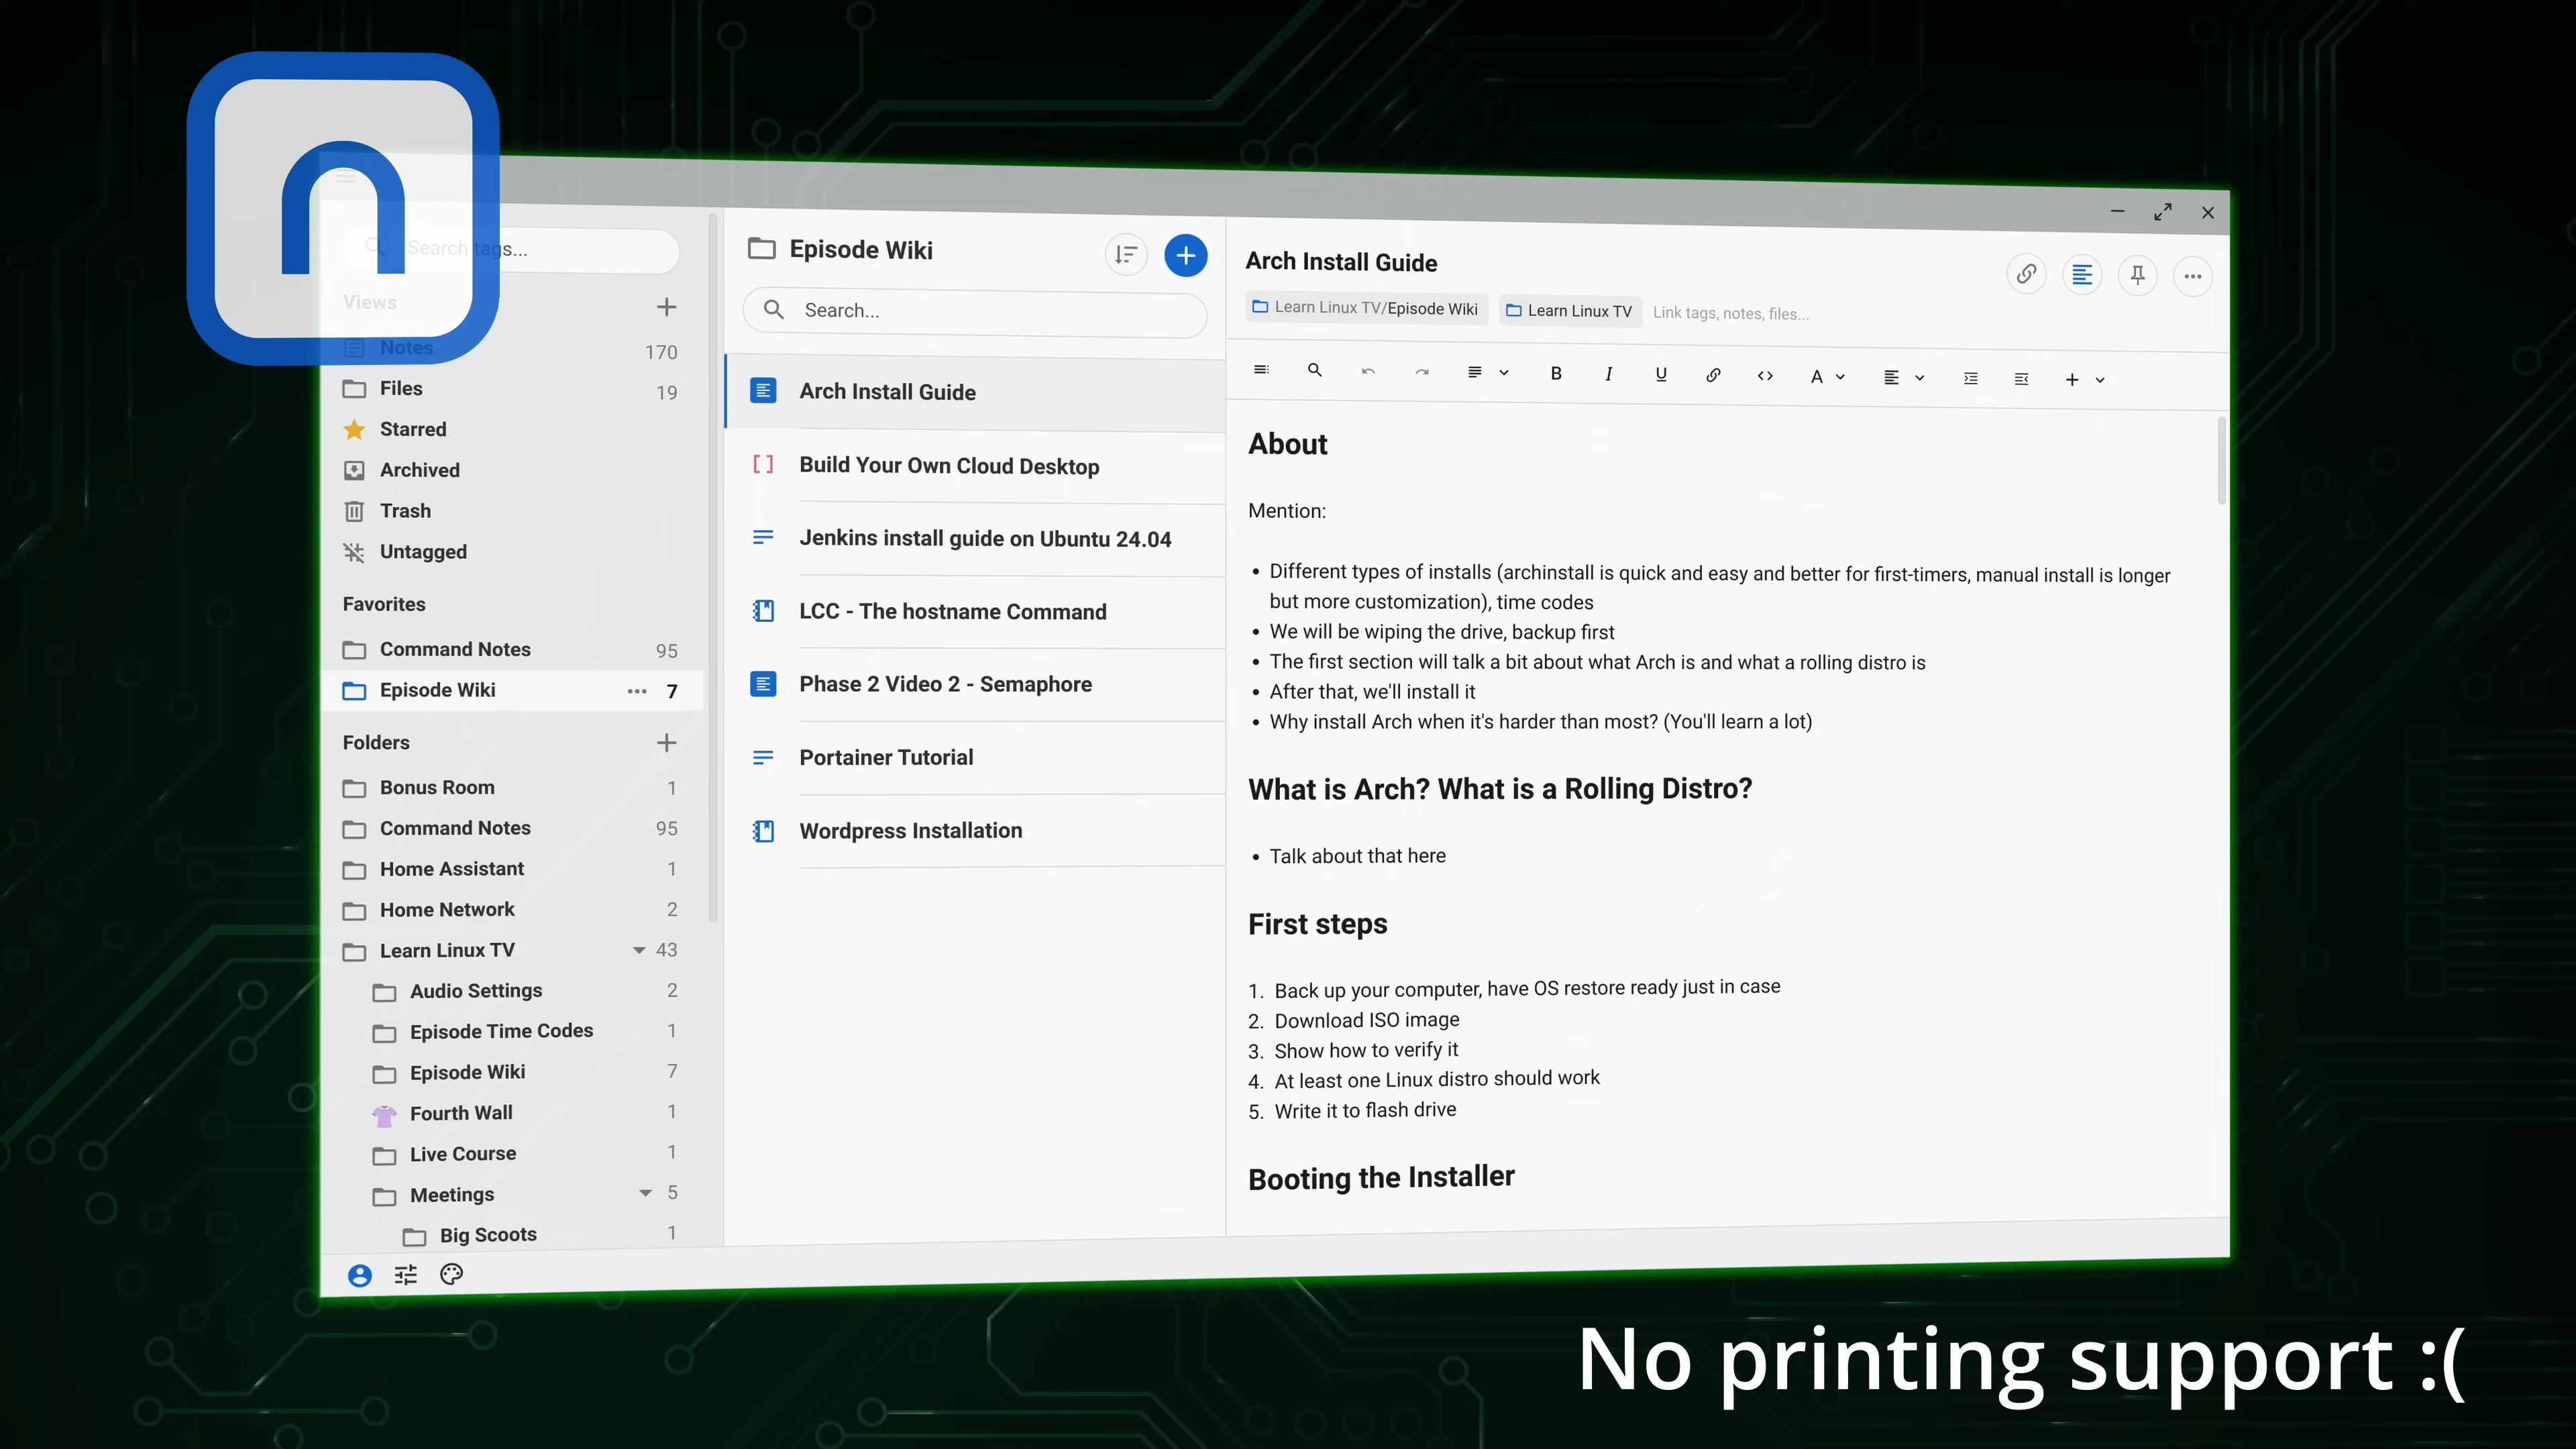 n
Search tags...
Views
Notes 170
Files 19
Starred
Archived
Trash
Untagged
Favorites
Command Notes 95
Episode Wiki 7
Folders
Bonus Room 1
Command Notes 95
Home Assistant 1
Home Network 2
Learn Linux TV 43
Audio Settings 2
Episode Time Codes 1
Episode Wiki 7
Fourth Wall 1
Live Course 1
Meetings 5
Big Scoots 1
Episode Wiki
Search...
Arch Install Guide
Build Your Own Cloud Desktop
Jenkins install guide on Ubuntu 24.04
LCC - The hostname Command
Phase 2 Video 2 - Semaphore
Portainer Tutorial
Wordpress Installation
Arch Install Guide
Learn Linux TV/Episode Wiki Learn Linux TV Link tags, notes, files...
B I U A
About
Mention:
• Different types of installs (archinstall is quick and easy and better for first-timers, manual install is longer
but more customization), time codes
• We will be wiping the drive, backup first
• The first section will talk a bit about what Arch is and what a rolling distro is
• After that, we'll install it
• Why install Arch when it's harder than most? (You'll learn a lot)
What is Arch? What is a Rolling Distro?
• Talk about that here
First steps
1. Back up your computer, have OS restore ready just in case
2. Download ISO image
3. Show how to verify it
4. At least one Linux distro should work
5. Write it to flash drive
Booting the Installer
No printing support :(